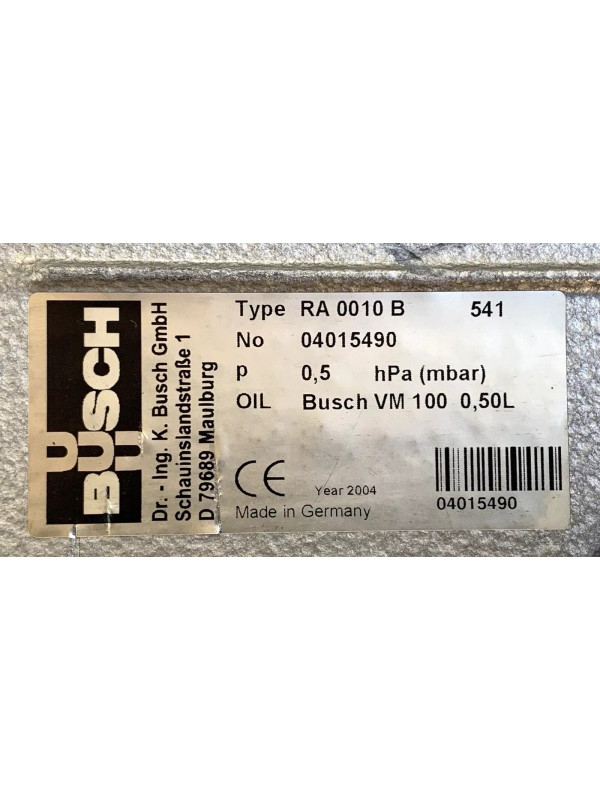 BUSCH
Dr. - Ing. K. Busch GmbH
Schauinslandstraße 1
D 79689 Maulburg
Type RA 0010 B 541
No 04015490
p 0,5 hPa (mbar)
OIL Busch VM 100 0,50L
CE Year 2004
Made in Germany
04015490